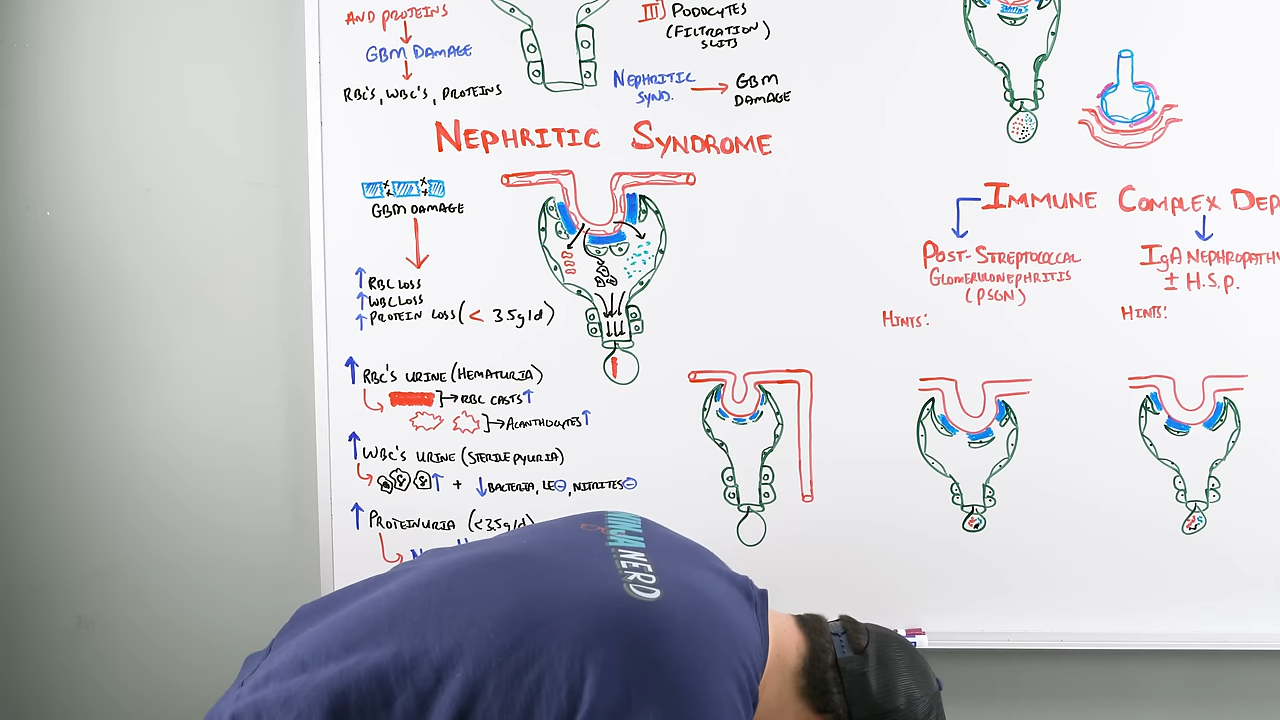 AND PROTEINS
GBM DAMAGE
RBC'S, WBC'S, PROTEINS
III) PODOCYTES
(FILTRATION
SLITS)
NEPHRITIC
SYND.
GBM
DAMAGE
NEPHRITIC SYNDROME
GBM DAMAGE
↑ RBC LOSS
↑ WBC LOSS
↑ PROTEIN LOSS (< 3.5g/d)
↑ RBC'S URINE (HEMATURIA)
→ RBC CASTS ↑
→ ACANTHOCYTES ↑
↑ WBC'S URINE (STERILE PYURIA)
↑ + ↓ BACTERIA, LE⊖, NITRITES⊖
↑ PROTEINURIA (<3.5g/d)
IMMUNE COMPLEX DEP
POST-STREPTOCOCCAL
GLOMERULONEPHRITIS
(PSGN)
HINTS:
IgA NEPHROPATHY
± H.S.P.
HINTS:
NINJA NERD